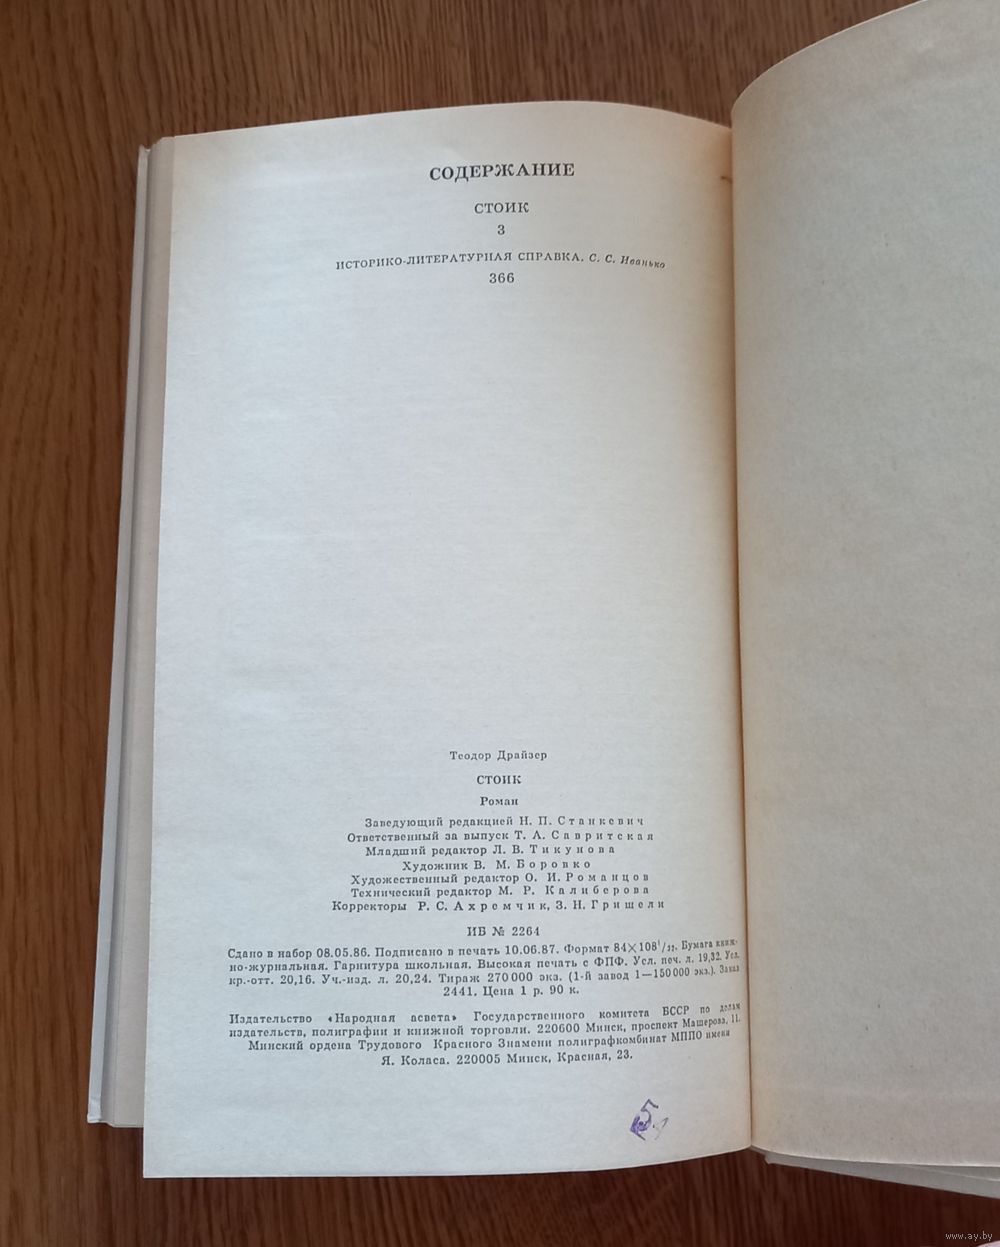 СОДЕРЖАНИЕ
СТОИК
3
ИСТОРИКО-ЛИТЕРАТУРНАЯ СПРАВКА. С. С. Иванько
366
Теодор Драйзер
СТОИК
Роман
Заведующий редакцией Н. П. Станкевич
Ответственный за выпуск Т. А. Савритская
Младший редактор Л. В. Тикунова
Художник В. М. Боровко
Художественный редактор О. И. Романцов
Технический редактор М. Р. Калиберова
Корректоры Р. С. Ахремчик, З. Н. Гришели
ИБ № 2264
Сдано в набор 08.05.86. Подписано в печать 10.06.87. Формат 84×108¹/₃₂. Бумага книж-
но-журнальная. Гарнитура школьная. Высокая печать с ФПФ. Усл. печ. л. 19,32. Усл.
кр.-отт. 20,16. Уч.-изд. л. 20,24. Тираж 270 000 экз. (1-й завод 1—150 000 экз.). Заказ
2441. Цена 1 р. 90 к.
Издательство «Народная асвета» Государственного комитета БССР по делам
издательств, полиграфии и книжной торговли. 220600 Минск, проспект Машерова, 11.
Минский ордена Трудового Красного Знамени полиграфкомбинат МППО имени
Я. Коласа. 220005 Минск, Красная, 23.
www.ay.by